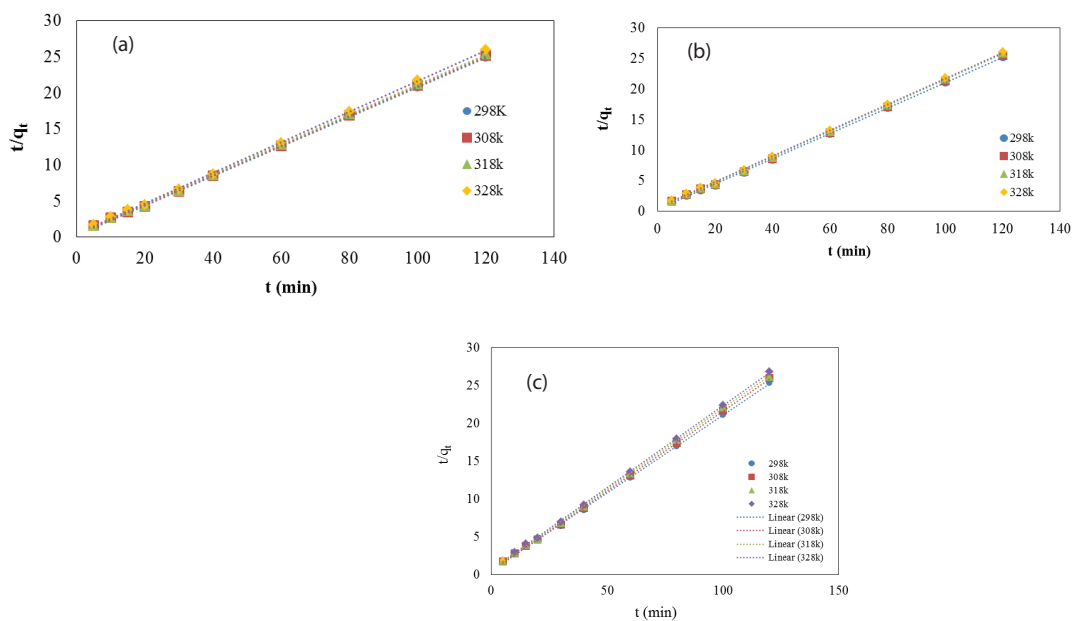 (a)
30
25
20
15
10
5
0
t/qt
0 20 40 60 80 100 120 140
t (min)
298K
308k
318k
328k
(b)
30
25
20
15
10
5
0
t/qt
0 20 40 60 80 100 120 140
t (min)
298k
308k
318k
328k
(c)
30
25
20
15
10
5
0
t/qt
0 50 100 150
t (min)
298k
308k
318k
328k
Linear (298k)
Linear (308k)
Linear (318k)
Linear (328k)